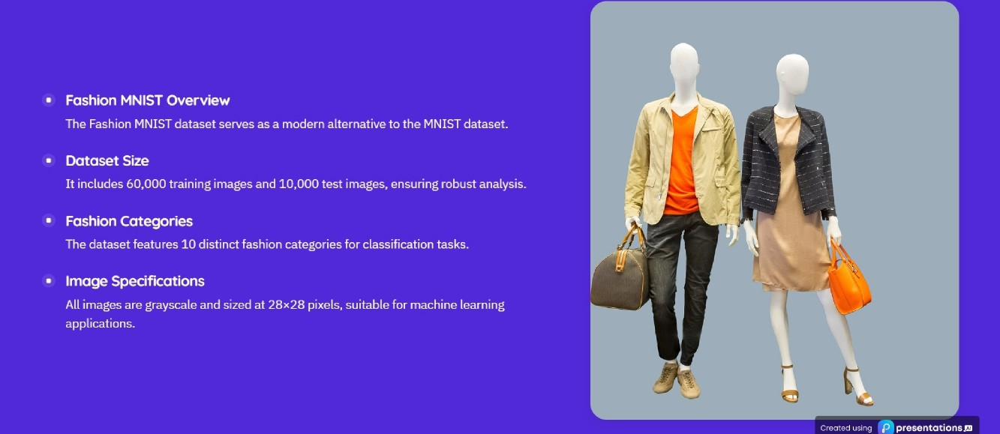 Fashion MNIST Overview
The Fashion MNIST dataset serves as a modern alternative to the MNIST dataset.
Dataset Size
It includes 60,000 training images and 10,000 test images, ensuring robust analysis.
Fashion Categories
The dataset features 10 distinct fashion categories for classification tasks.
Image Specifications
All images are grayscale and sized at 28×28 pixels, suitable for machine learning
applications.
Created using presentations.AI